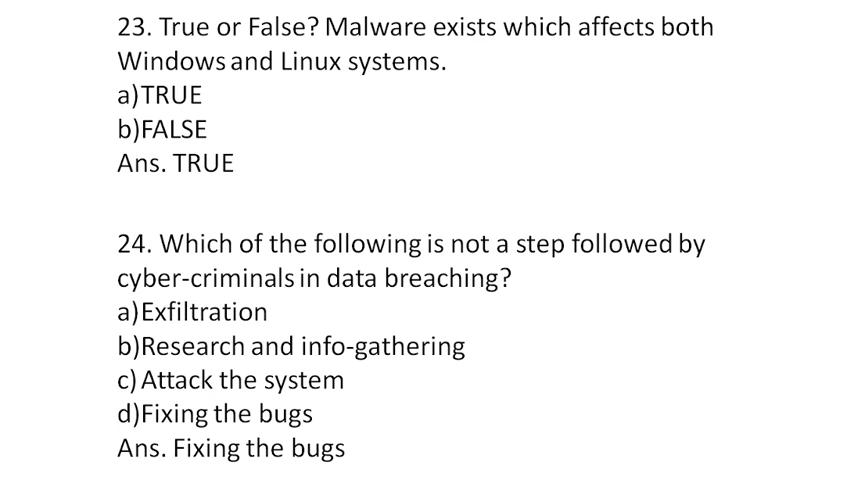 23. True or False? Malware exists which affects both
Windows and Linux systems.
a)TRUE
b)FALSE
Ans. TRUE
24. Which of the following is not a step followed by
cyber-criminals in data breaching?
a)Exfiltration
b)Research and info-gathering
c)Attack the system
d)Fixing the bugs
Ans. Fixing the bugs